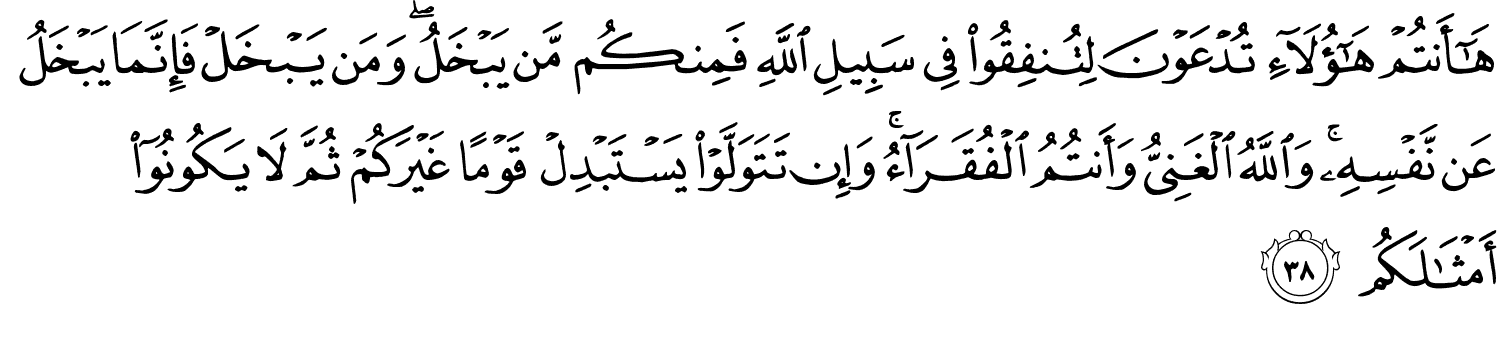 هَـٰٓأَنتُمْ هَـٰٓؤُلَآءِ تُدْعَوْنَ لِتُنفِقُوا۟ فِى سَبِيلِ ٱللَّهِ فَمِنكُم مَّن يَبْخَلُ ۖ وَمَن يَبْخَلْ فَإِنَّمَا يَبْخَلُ
عَن نَّفْسِهِۦ ۚ وَٱللَّهُ ٱلْغَنِىُّ وَأَنتُمُ ٱلْفُقَرَآءُ ۚ وَإِن تَتَوَلَّوْا۟ يَسْتَبْدِلْ قَوْمًا غَيْرَكُمْ ثُمَّ لَا يَكُونُوٓا۟
أَمْثَـٰلَكُم ٣٨